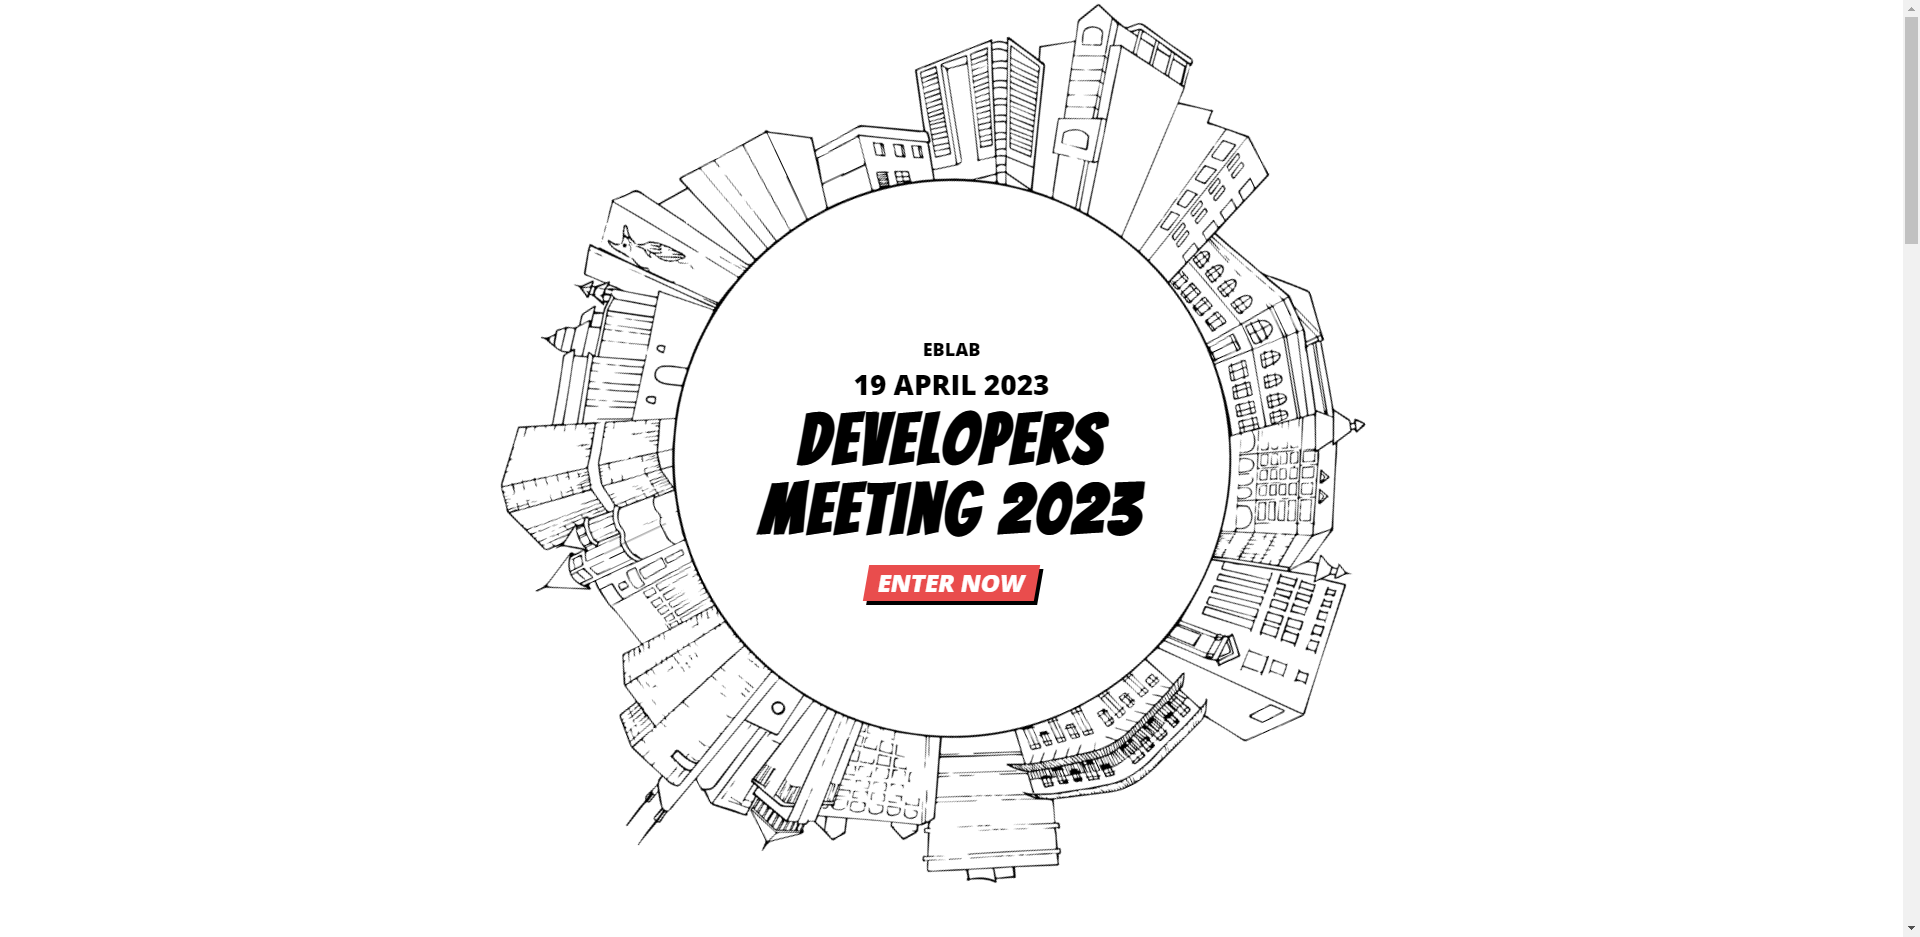 EBLAB
19 APRIL 2023
DEVELOPERS
MEETING 2023
ENTER NOW